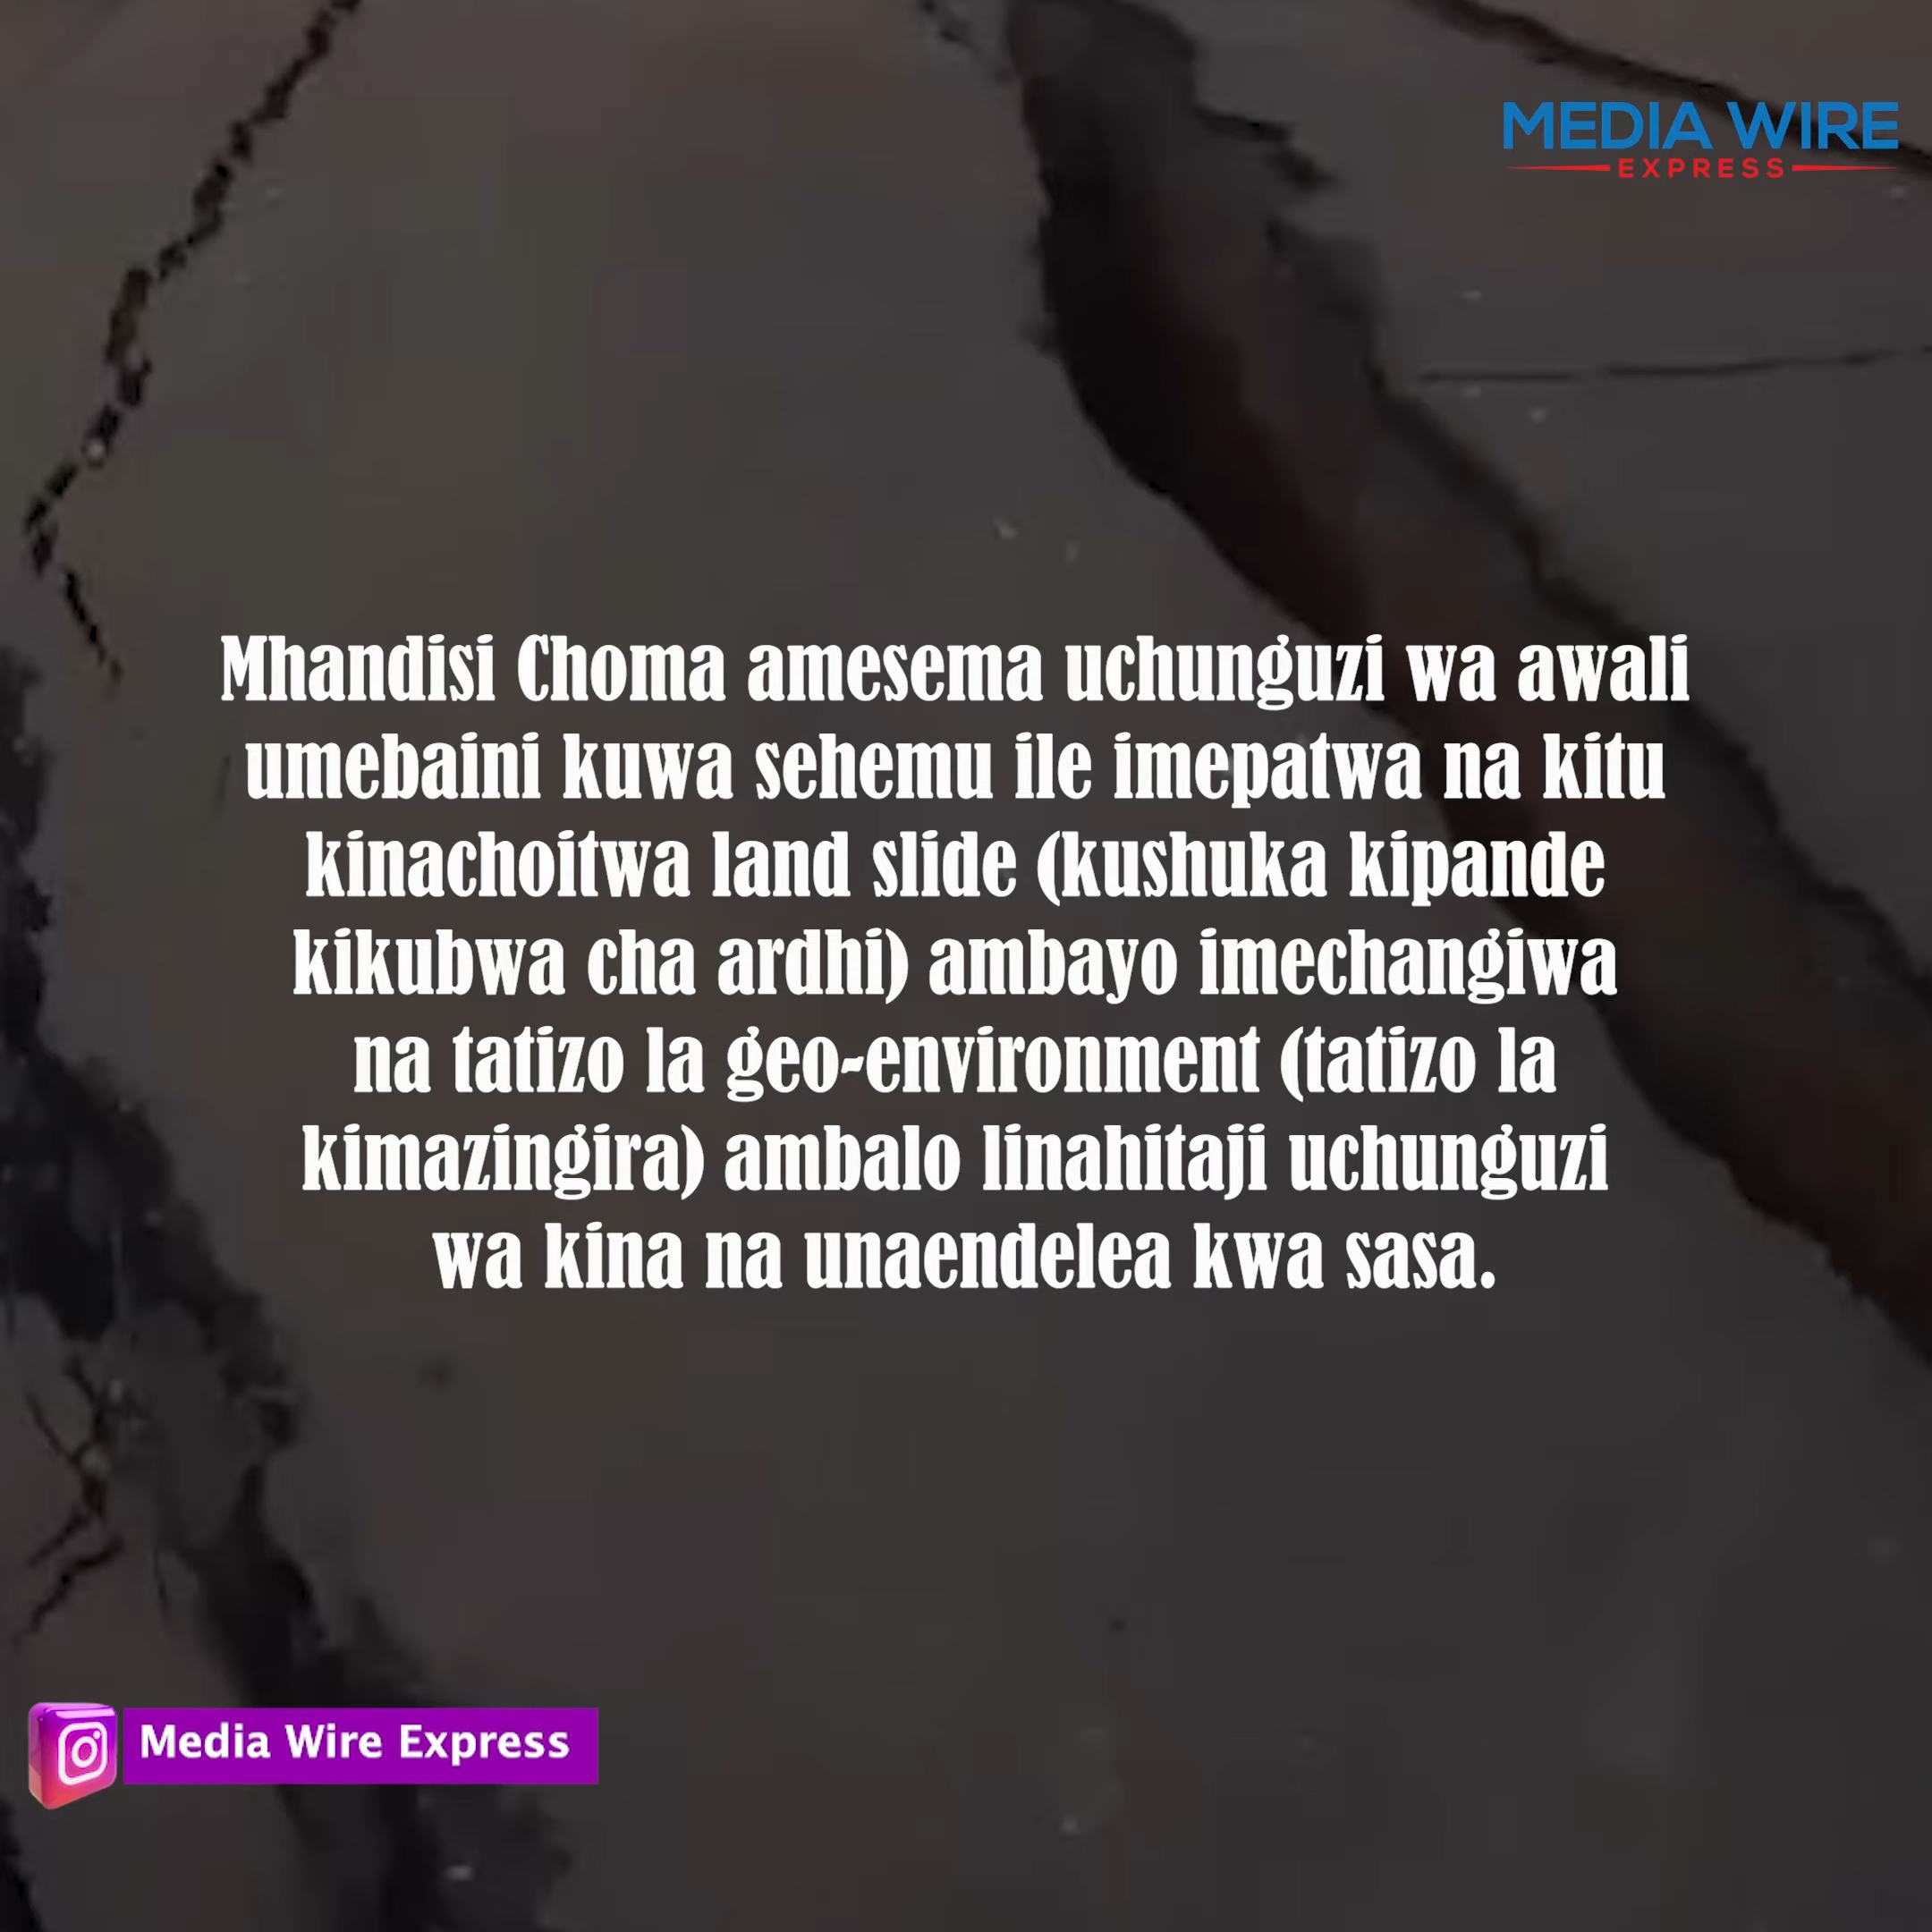 MEDIA WIRE
EXPRESS
Mhandisi Choma amesema uchunguzi wa awali
umebaini kuwa sehemu ile imepatwa na kitu
kinachoitwa land slide (kushuka kipande
kikubwa cha ardhi) ambayo imechangiwa
na tatizo la geo-environment (tatizo la
kimazingira) ambalo linahitaji uchunguzi
wa kina na unaendelea kwa sasa.
Media Wire Express